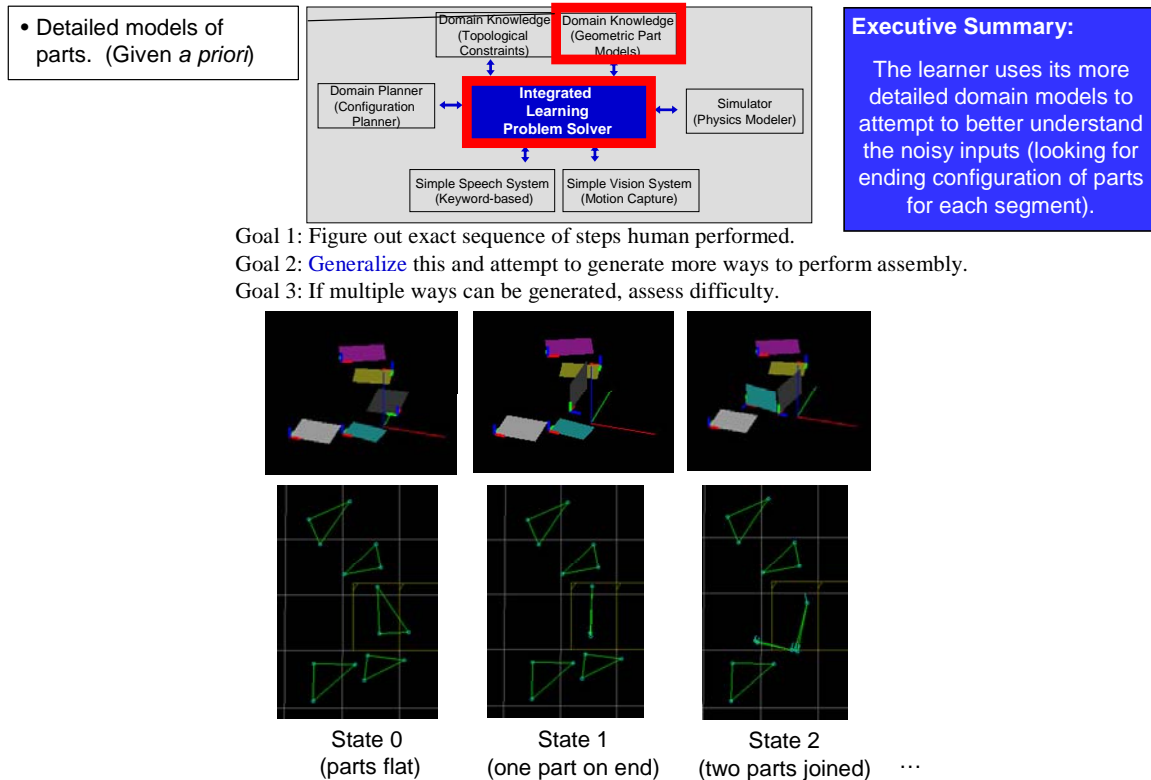 • Detailed models of
parts. (Given a priori)
Domain Knowledge
(Topological
Constraints)
Domain Knowledge
(Geometric Part
Models)
Domain Planner
(Configuration
Planner)
Integrated
Learning
Problem Solver
Simulator
(Physics Modeler)
Simple Speech System
(Keyword-based)
Simple Vision System
(Motion Capture)
Executive Summary:
The learner uses its more
detailed domain models to
attempt to better understand
the noisy inputs (looking for
ending configuration of parts
for each segment).
Goal 1: Figure out exact sequence of steps human performed.
Goal 2: Generalize this and attempt to generate more ways to perform assembly.
Goal 3: If multiple ways can be generated, assess difficulty.
State 0
(parts flat)
State 1
(one part on end)
State 2
(two parts joined)
…